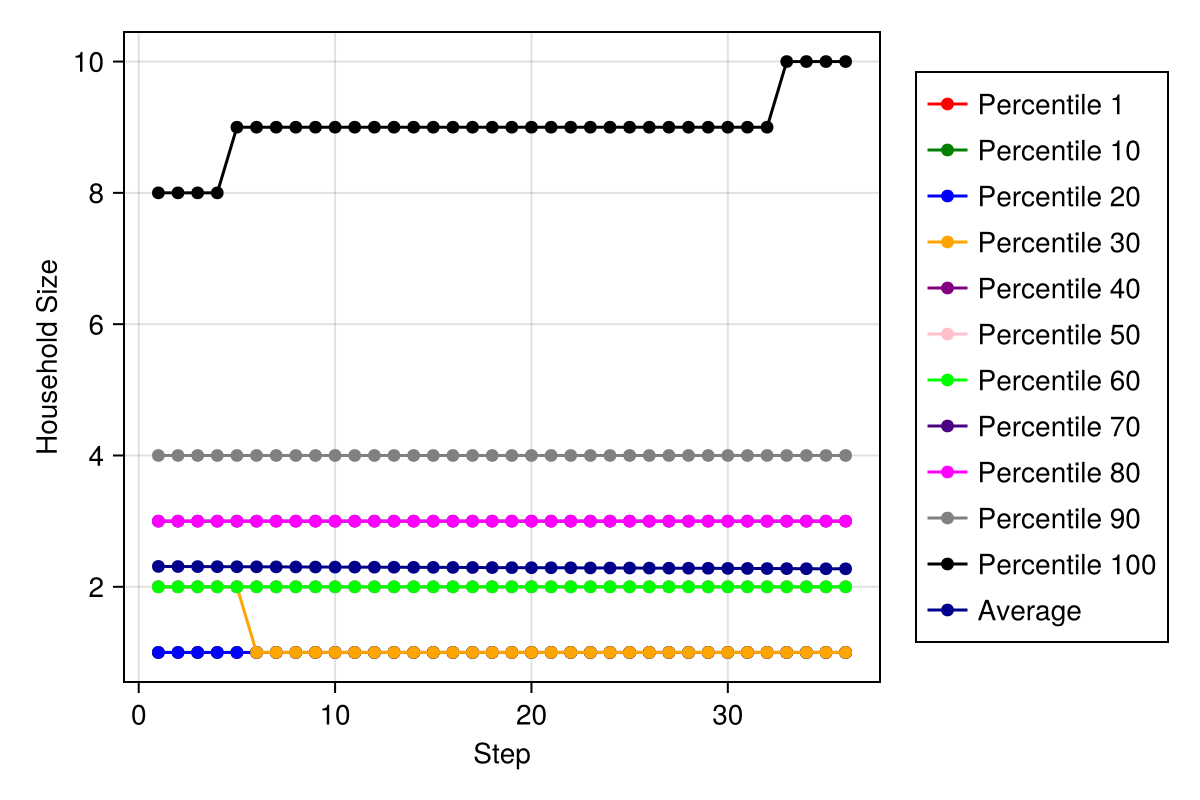 10
8
6
4
2
Household Size
0 10 20 30
Step
Percentile 1
Percentile 10
Percentile 20
Percentile 30
Percentile 40
Percentile 50
Percentile 60
Percentile 70
Percentile 80
Percentile 90
Percentile 100
Average